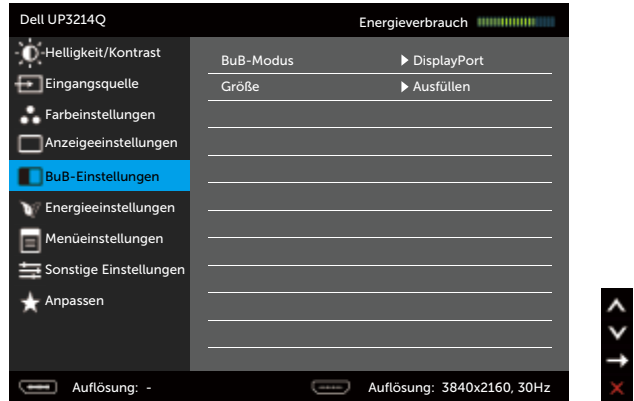 Dell UP3214Q Energieverbrauch
Helligkeit/Kontrast
BuB-Modus DisplayPort
Eingangsquelle
Größe Ausfüllen
Farbeinstellungen
Anzeigeeinstellungen
BuB-Einstellungen
Energieeinstellungen
Menüeinstellungen
Sonstige Einstellungen
Anpassen
Auflösung: - Auflösung: 3840x2160, 30Hz